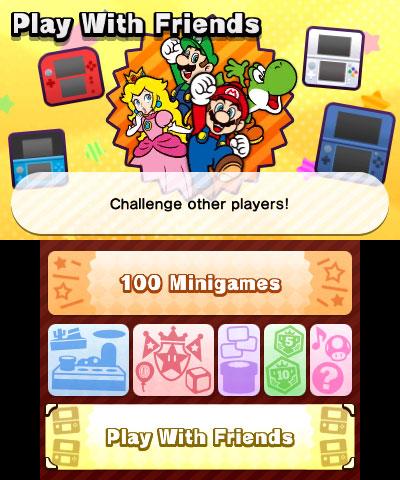 Play With Friends
Challenge other players!
100 Minigames
5
10
?
Play With Friends